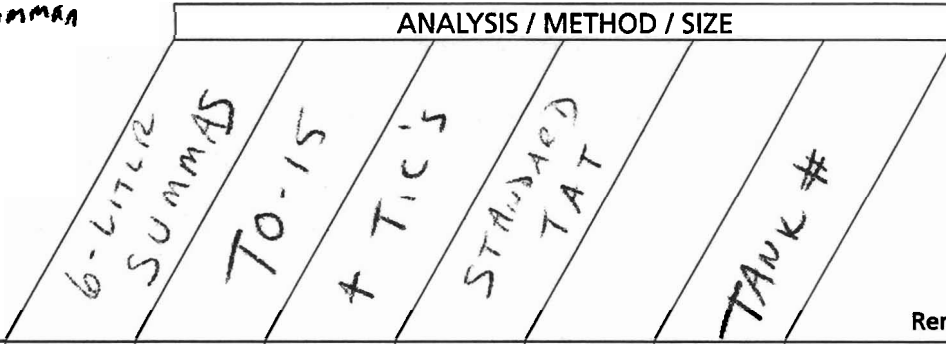 ANALYSIS / METHOD / SIZE
6-LITER
SUMMAS
TO-15
+ TIC'S
STANDARD
TAT
TANK #